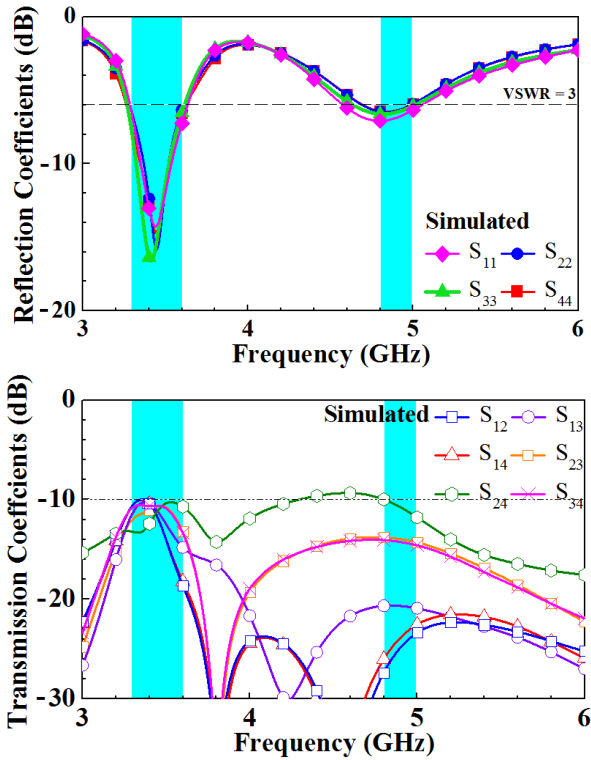 Reflection Coefficients (dB)
0
-10
-20
VSWR = 3
Simulated
S11 S22
S33 S44
3 4 5 6
Frequency (GHz)
Transmission Coeffcients (dB)
0
-10
-20
-30
Simulated
S12 S13
S14 S23
S24 S34
3 4 5 6
Frequency (GHz)